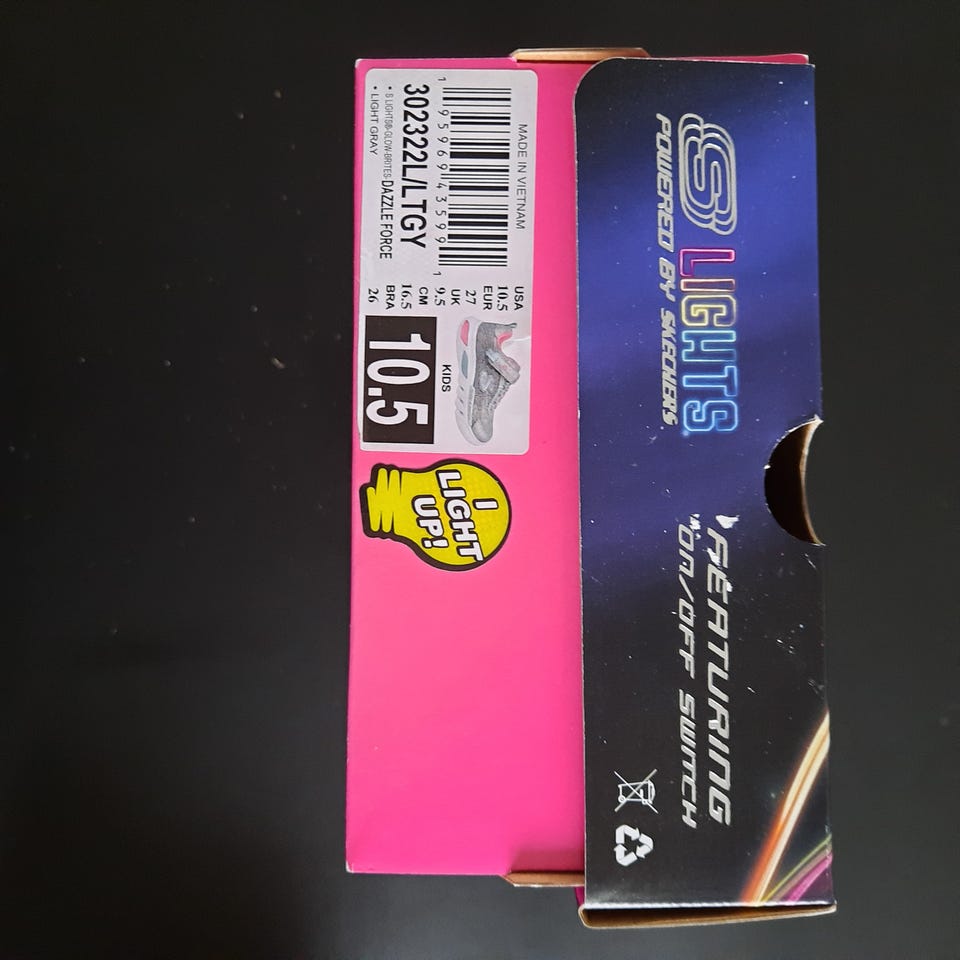 S LIGHTS
POWERED BY SKECHERS
FEATURING
ON/OFF SWITCH
MADE IN VIETNAM
1 95969 43599 1
302322L/LTGY
• S LIGHTS®-GLOW-BRITES-DAZZLE FORCE
• LIGHT GRAY
USA
10.5
EUR
27
UK
9.5
CM
16.5
BRA
26
KIDS
10.5
I
LIGHT
UP!